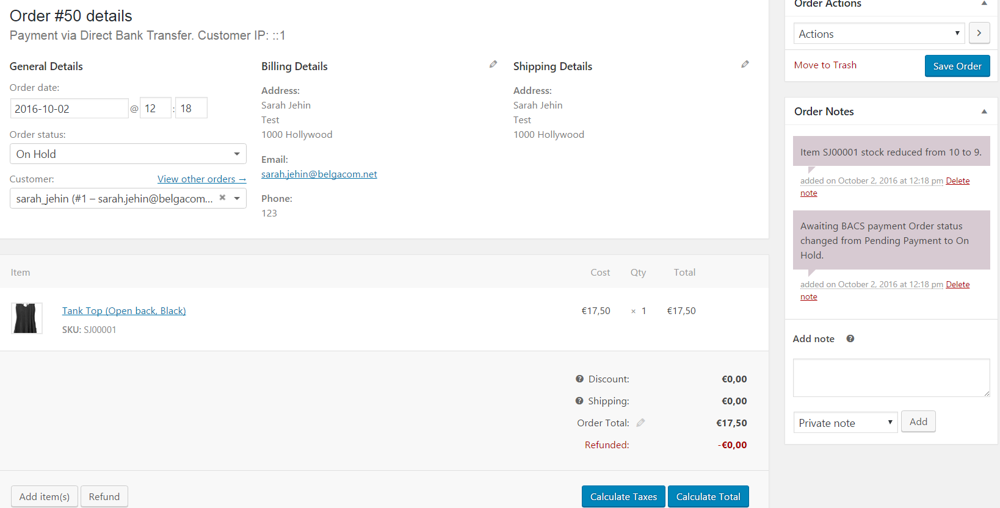 Order #50 details
Payment via Direct Bank Transfer. Customer IP: ::1
General Details
Order date:
2016-10-02 @ 12 : 18
Order status:
On Hold
Customer: View other orders →
sarah_jehin (#1 – sarah.jehin@belgacom... ×
Billing Details
Address:
Sarah Jehin
Test
1000 Hollywood
Email:
sarah.jehin@belgacom.net
Phone:
123
Shipping Details
Address:
Sarah Jehin
Test
1000 Hollywood
Item Cost Qty Total
Tank Top (Open back, Black) €17,50 × 1 €17,50
SKU: SJ00001
Discount: €0,00
Shipping: €0,00
Order Total: €17,50
Refunded: -€0,00
Add item(s) Refund Calculate Taxes Calculate Total
Order Actions
Actions
Move to Trash Save Order
Order Notes
Item SJ00001 stock reduced from 10 to 9.
added on October 2, 2016 at 12:18 pm Delete
note
Awaiting BACS payment Order status
changed from Pending Payment to On
Hold.
added on October 2, 2016 at 12:18 pm Delete
note
Add note
Private note Add